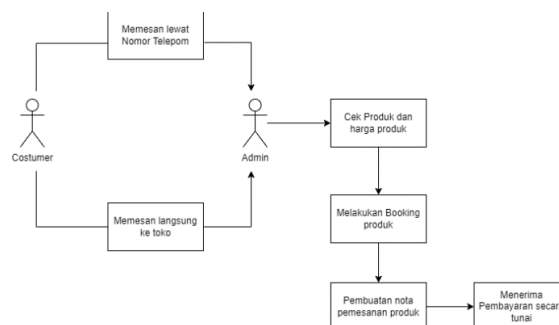 Memesan lewat
Nomor Telepom
Costumer
Admin
Cek Produk dan
harga produk
Memesan langsung
ke toko
Melakukan Booking
produk
Pembuatan nota
pemesanan produk
Menerima
Pembayaran secar
tunai